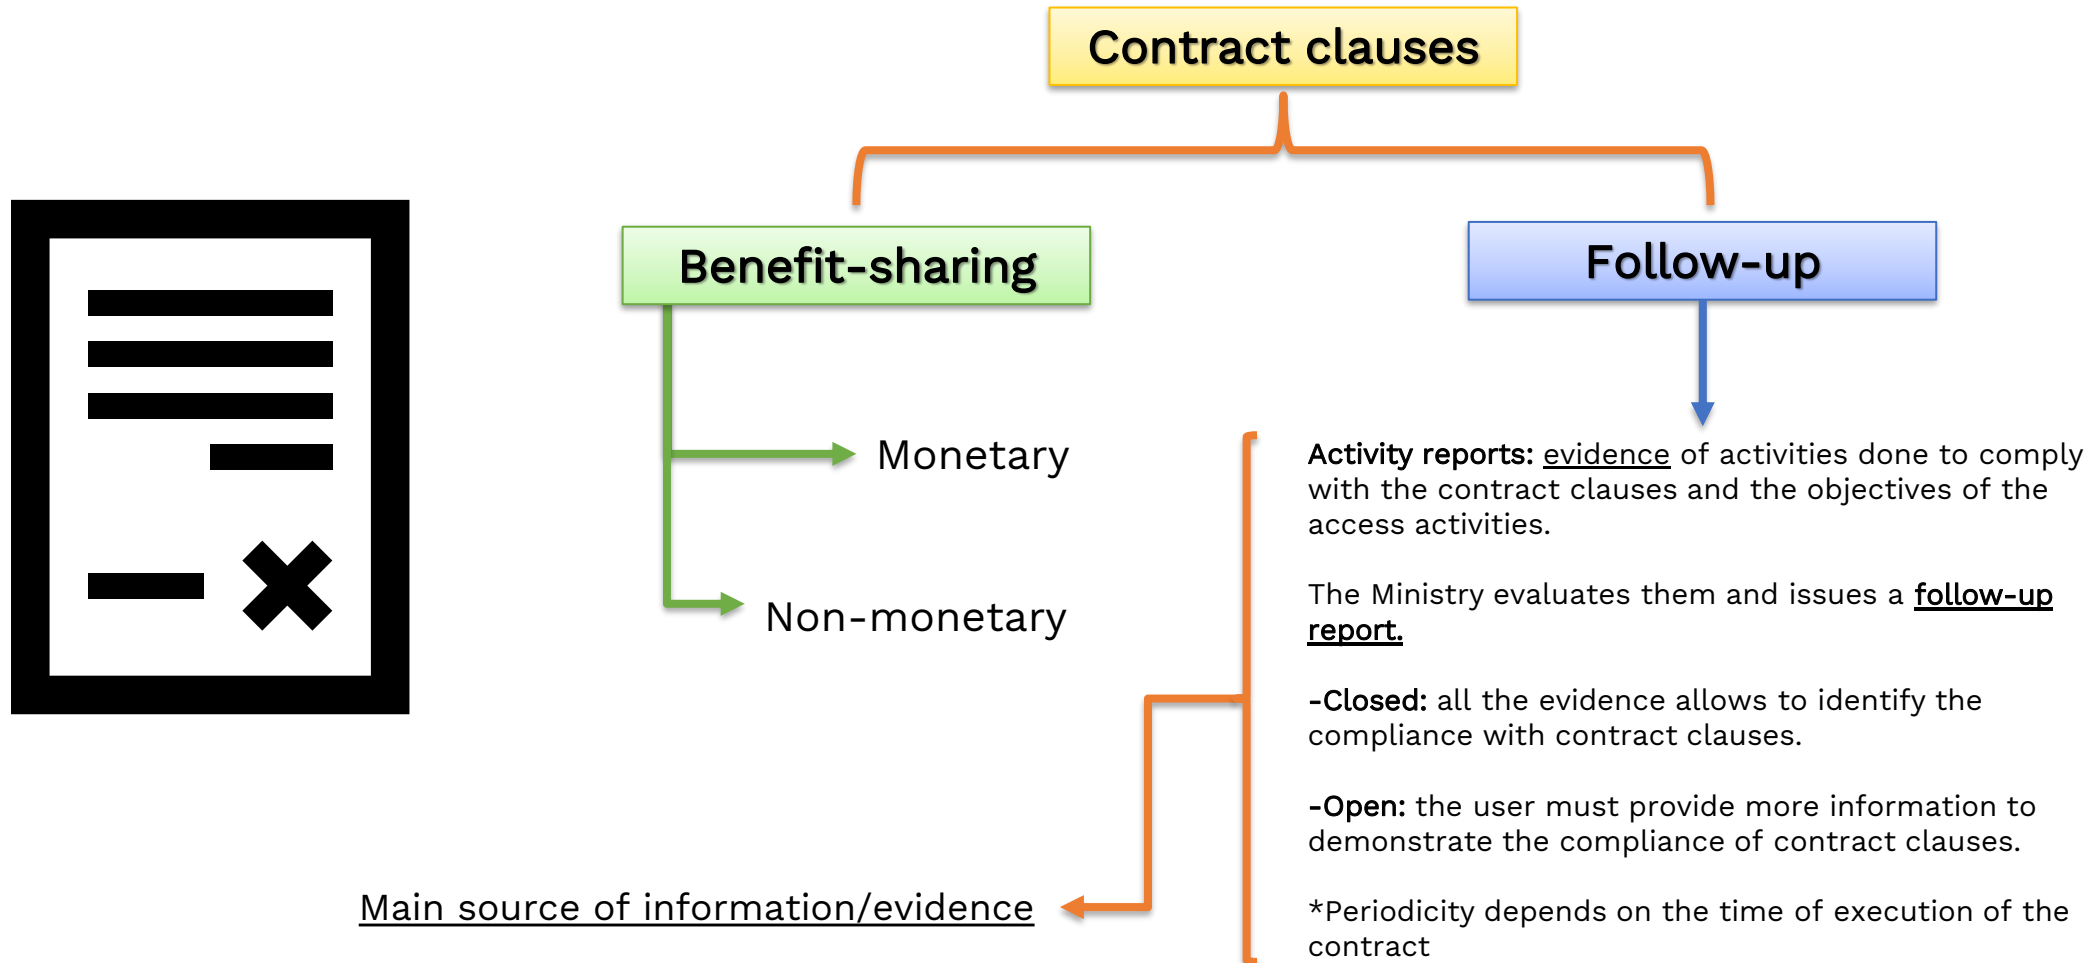 Contract clauses
Benefit-sharing
Follow-up
Monetary
Non-monetary
Activity reports: evidence of activities done to comply
with the contract clauses and the objectives of the
access activities.
The Ministry evaluates them and issues a follow-up
report.
-Closed: all the evidence allows to identify the
compliance with contract clauses.
-Open: the user must provide more information to
demonstrate the compliance of contract clauses.
*Periodicity depends on the time of execution of the
contract
Main source of information/evidence